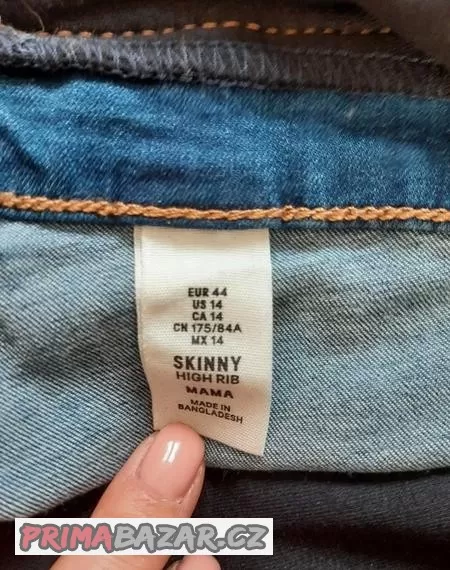 EUR 44
US 14
CA 14
CN 175/84A
MX 14
SKINNY
HIGH RIB
MAMA
MADE IN
BANGLADESH
PRIMABAZAR.CZ